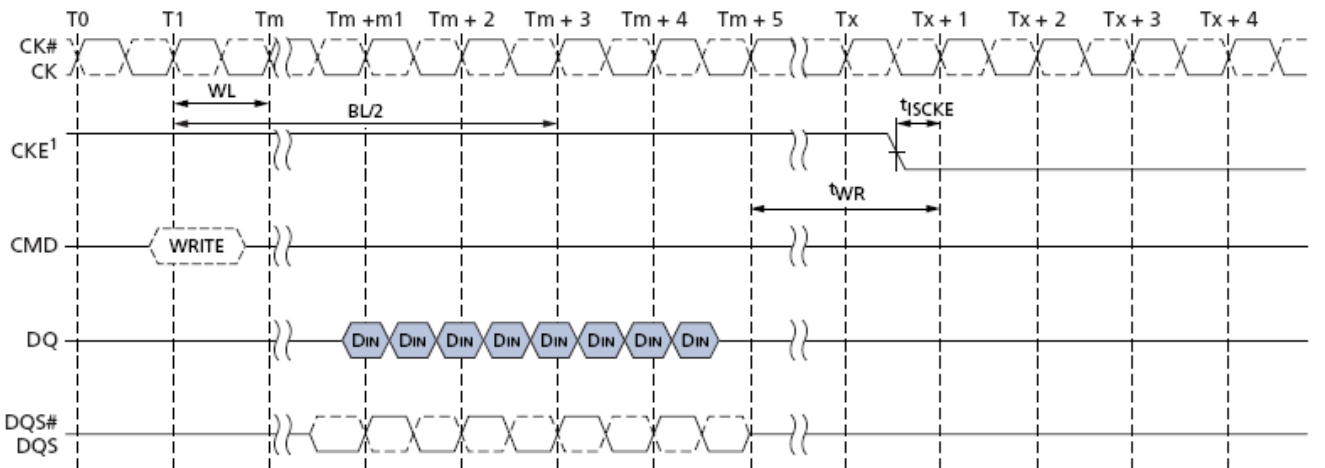 T0 T1 Tm Tm +m1 Tm + 2 Tm + 3 Tm + 4 Tm + 5 Tx Tx + 1 Tx + 2 Tx + 3 Tx + 4
CK#
CK
WL
BL/2
tISCKE
CKE1
tWR
CMD WRITE
DQ DIN DIN DIN DIN DIN DIN DIN DIN
DQS#
DQS